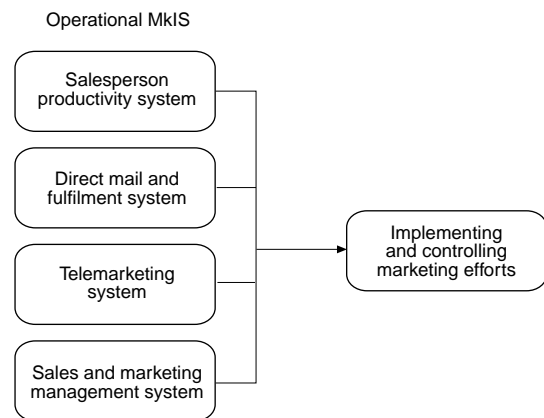 Operational MkIS
Salesperson
productivity system
Direct mail and
fulfilment system
Telemarketing
system
Sales and marketing
management system
Implementing
and controlling
marketing efforts